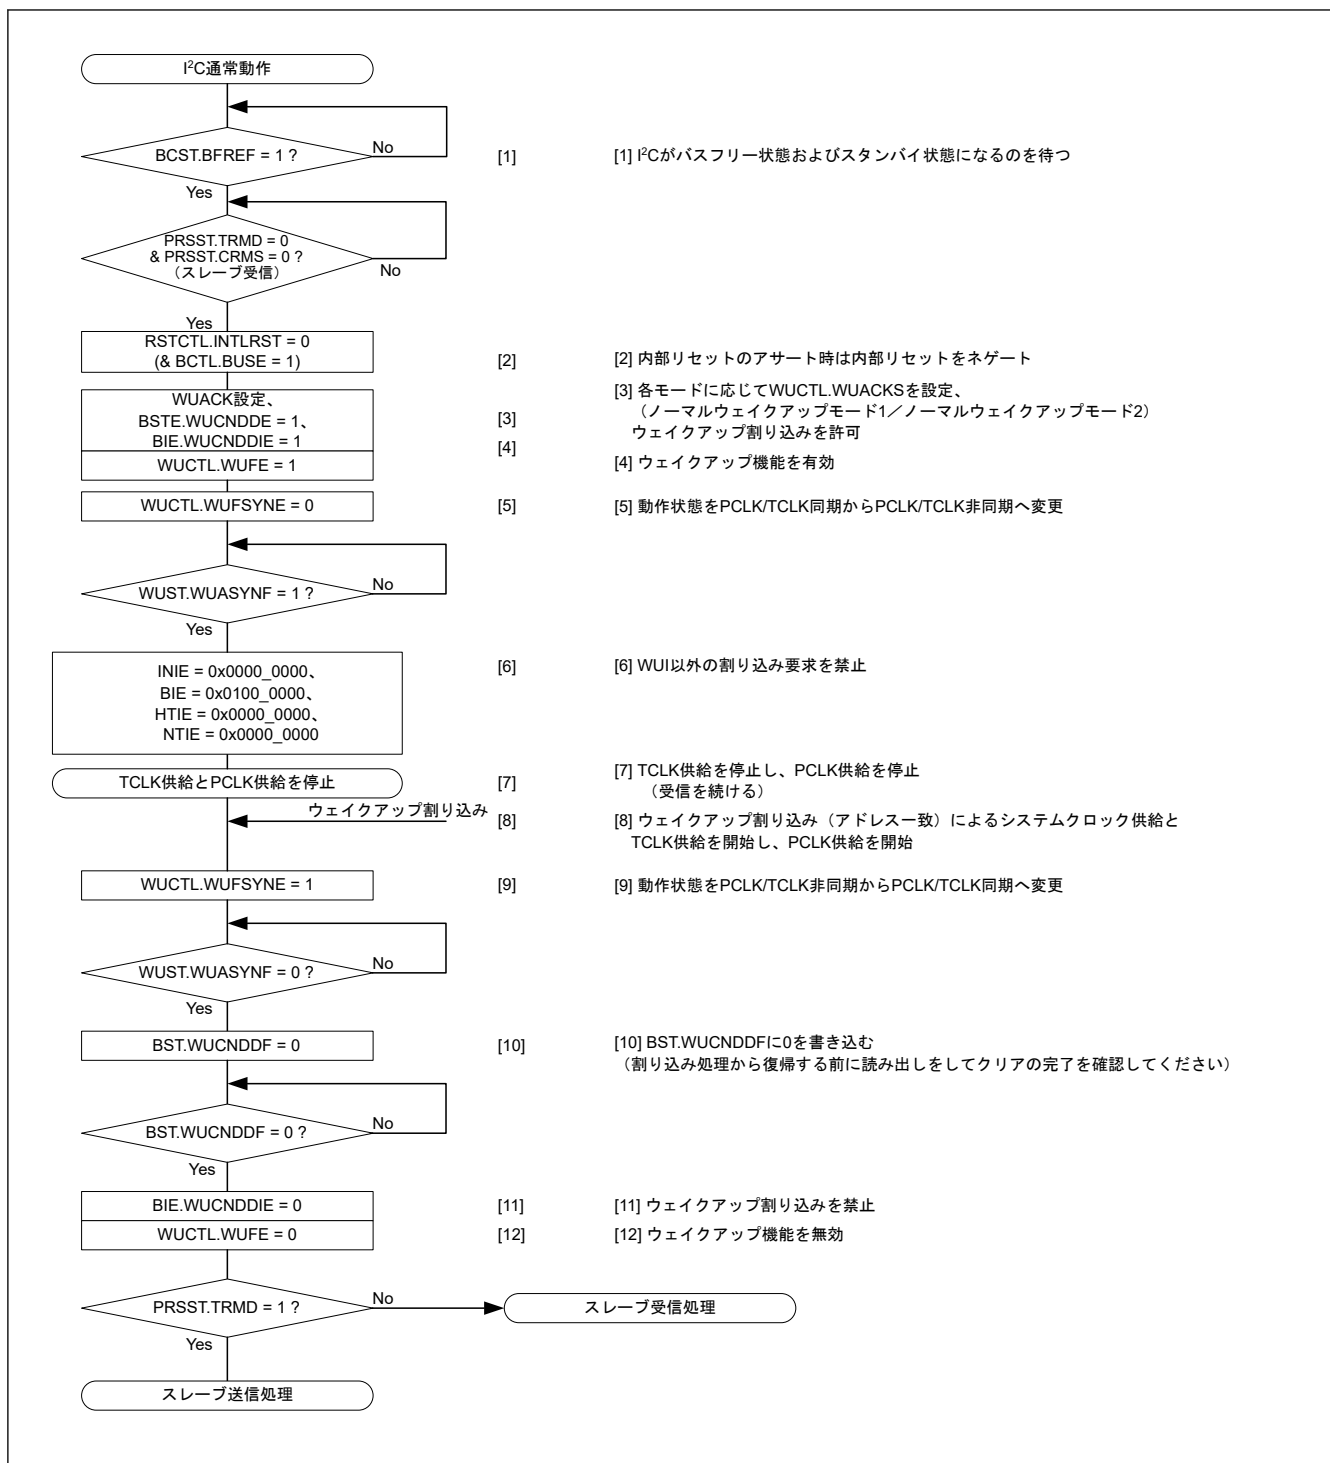 I²C通常動作
BCST.BFREF = 1 ?
No
[1]
[1] I²Cがバスフリー状態およびスタンバイ状態になるのを待つ
Yes
PRSST.TRMD = 0
& PRSST.CRMS = 0 ?
（スレーブ受信）
No
Yes
RSTCTL.INTLRST = 0
(& BCTL.BUSE = 1)
[2]
[2] 内部リセットのアサート時は内部リセットをネゲート
WUACK設定、
BSTE.WUCNDDE = 1、
BIE.WUCNDDIE = 1
[3]
[3] 各モードに応じてWUCTL.WUACKSを設定、
（ノーマルウェイクアップモード1／ノーマルウェイクアップモード2）
ウェイクアップ割り込みを許可
WUCTL.WUFE = 1
[4]
[4] ウェイクアップ機能を有効
WUCTL.WUFSYNE = 0
[5]
[5] 動作状態をPCLK/TCLK同期からPCLK/TCLK非同期へ変更
WUST.WUASYNF = 1 ?
No
Yes
INIE = 0x0000_0000、
BIE = 0x0100_0000、
HTIE = 0x0000_0000、
NTIE = 0x0000_0000
[6]
[6] WUI以外の割り込み要求を禁止
TCLK供給とPCLK供給を停止
[7]
[7] TCLK供給を停止し、PCLK供給を停止
（受信を続ける）
ウェイクアップ割り込み
[8]
[8] ウェイクアップ割り込み（アドレス一致）によるシステムクロック供給と
TCLK供給を開始し、PCLK供給を開始
WUCTL.WUFSYNE = 1
[9]
[9] 動作状態をPCLK/TCLK非同期からPCLK/TCLK同期へ変更
WUST.WUASYNF = 0 ?
No
Yes
BST.WUCNDDF = 0
[10]
[10] BST.WUCNDDFに0を書き込む
（割り込み処理から復帰する前に読み出しをしてクリアの完了を確認してください）
BST.WUCNDDF = 0 ?
No
Yes
BIE.WUCNDDIE = 0
[11]
[11] ウェイクアップ割り込みを禁止
WUCTL.WUFE = 0
[12]
[12] ウェイクアップ機能を無効
PRSST.TRMD = 1 ?
No
スレーブ受信処理
Yes
スレーブ送信処理